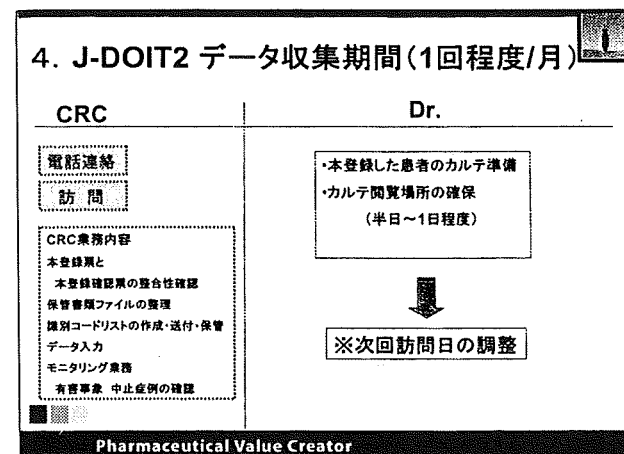 4. J-DOIT2 データ収集期間(1回程度/月)
CRC
電話連絡
訪 問
CRC業務内容
本登録票と
本登録確認票の整合性確認
保管書類ファイルの整理
識別コードリストの作成・送付・保管
データ入力
モニタリング業務
有害事象 中止症例の確認
Dr.
・本登録した患者のカルテ準備
・カルテ閲覧場所の確保
(半日~1日程度)
※次回訪問日の調整
Pharmaceutical Value Creator